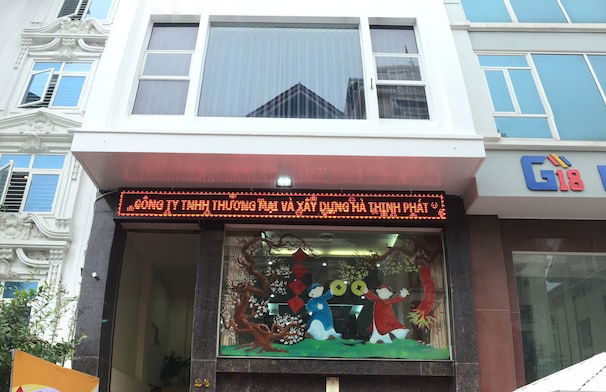 CÔNG TY TNHH THƯƠNG MẠI VÀ XÂY DỰNG HÀ THỊNH PHÁT
G18